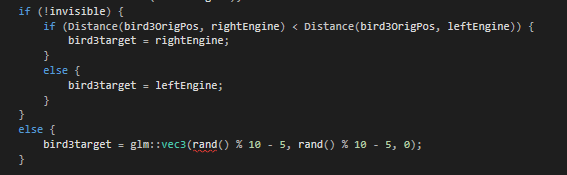 if (!invisible) {
if (Distance(bird3OrigPos, rightEngine) < Distance(bird3OrigPos, leftEngine)) {
bird3target = rightEngine;
}
else {
bird3target = leftEngine;
}
}
else {
bird3target = glm::vec3(rand() % 10 - 5, rand() % 10 - 5, 0);
}